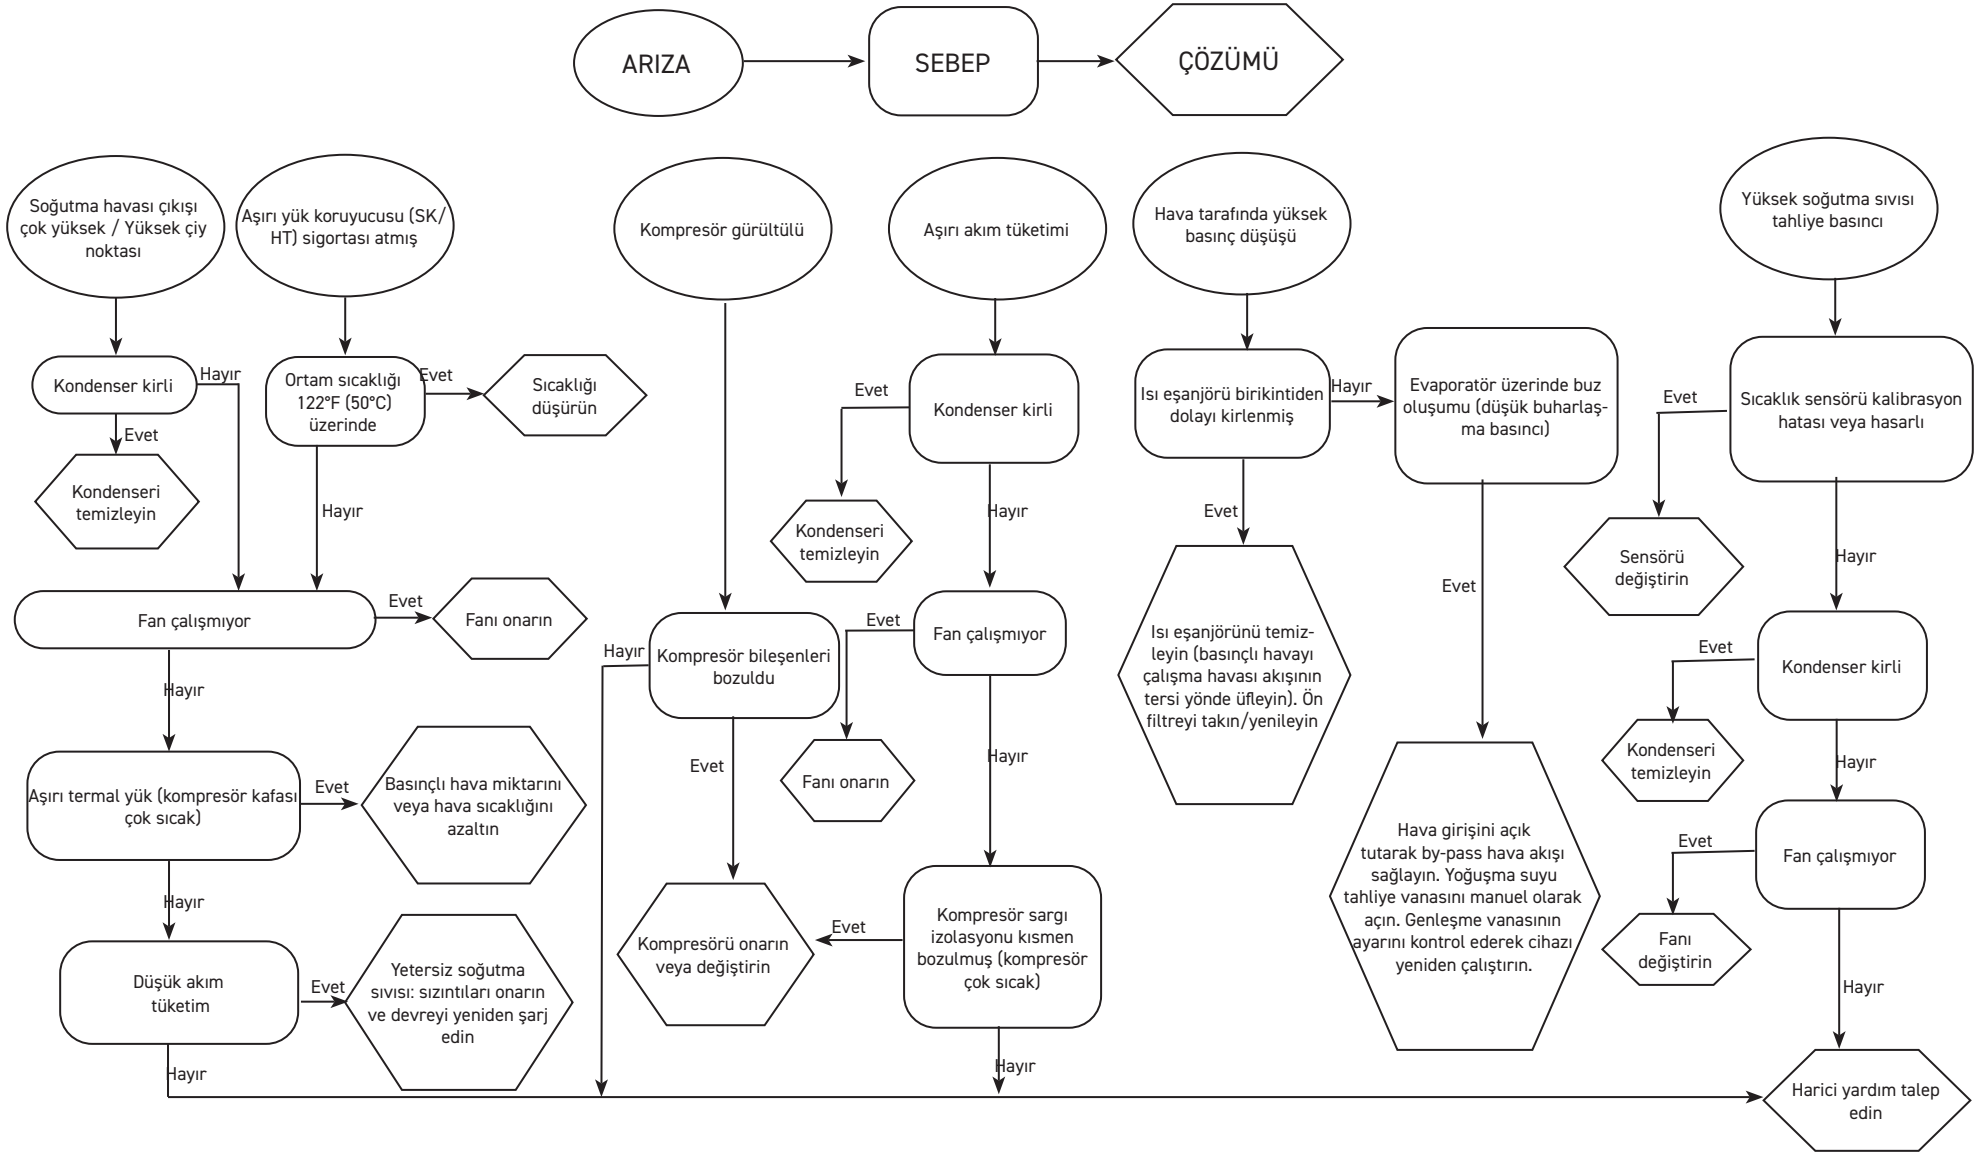 ARIZA
SEBEP
ÇÖZÜMÜ
Soğutma havası çıkışı
çok yüksek / Yüksek çiy
noktası
Kondenser kirli
Hayır
Evet
Kondenseri
temizleyin
Aşırı yük koruyucusu (SK/
HT) sigortası atmış
Ortam sıcaklığı
122°F (50°C)
üzerinde
Evet
Sıcaklığı
düşürün
Hayır
Fan çalışmıyor
Evet
Fanı onarın
Hayır
Aşırı termal yük (kompresör kafası
çok sıcak)
Evet
Basınçlı hava miktarını
veya hava sıcaklığını
azaltın
Hayır
Düşük akım
tüketim
Evet
Yetersiz soğutma
sıvısı: sızıntıları onarın
ve devreyi yeniden şarj
edin
Hayır
Kompresör gürültülü
Kompresör bileşenleri
bozuldu
Hayır
Evet
Kompresörü onarın
veya değiştirin
Aşırı akım tüketimi
Kondenser kirli
Evet
Kondenseri
temizleyin
Hayır
Fan çalışmıyor
Evet
Fanı onarın
Hayır
Kompresör sargı
izolasyonu kısmen
bozulmuş (kompresör
çok sıcak)
Evet
Hayır
Hava tarafında yüksek
basınç düşüşü
Isı eşanjörü birikintiden
dolayı kirlenmiş
Hayır
Evet
Isı eşanjörünü temiz-
leyin (basınçlı havayı
çalışma havası akışının
tersi yönde üfleyin). Ön
filtreyi takın/yenileyin
Evaporatör üzerinde buz
oluşumu (düşük buharlaş-
ma basıncı)
Evet
Hava girişini açık
tutarak by-pass hava akışı
sağlayın. Yoğuşma suyu
tahliye vanasını manuel olarak
açın. Genleşme vanasının
ayarını kontrol ederek cihazı
yeniden çalıştırın.
Yüksek soğutma sıvısı
tahliye basıncı
Sıcaklık sensörü kalibrasyon
hatası veya hasarlı
Evet
Sensörü
değiştirin
Hayır
Kondenser kirli
Evet
Kondenseri
temizleyin
Hayır
Fan çalışmıyor
Evet
Fanı
değiştirin
Hayır
Harici yardım talep
edin